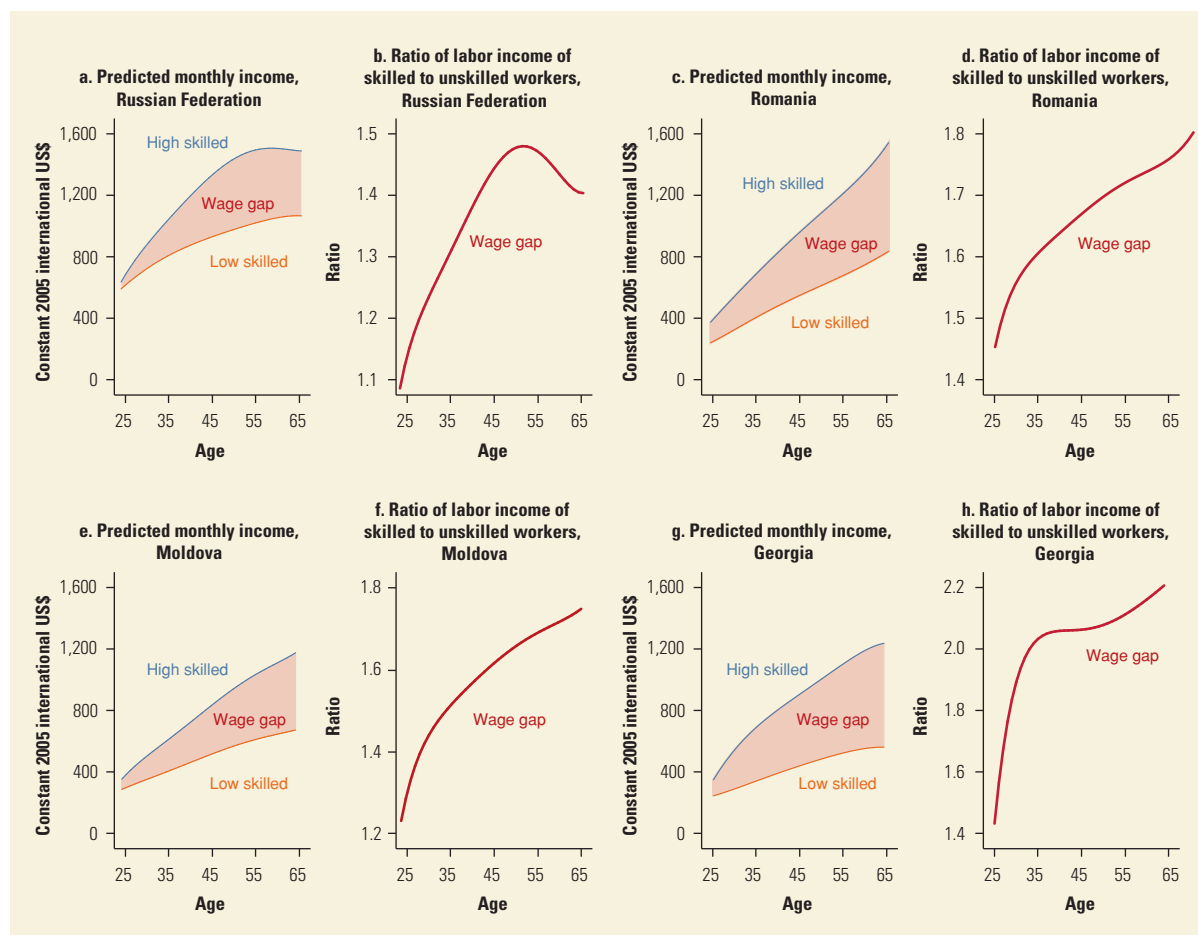 a. Predicted monthly income,
Russian Federation
Constant 2005 international US$
1,600
1,200
800
400
0
High skilled
Wage gap
Low skilled
25 35 45 55 65
Age
b. Ratio of labor income of
skilled to unskilled workers,
Russian Federation
Ratio
1.5
1.4
1.3
1.2
1.1
Wage gap
25 35 45 55 65
Age
c. Predicted monthly income,
Romania
Constant 2005 international US$
1,600
1,200
800
400
0
High skilled
Wage gap
Low skilled
25 35 45 55 65
Age
d. Ratio of labor income of
skilled to unskilled workers,
Romania
Ratio
1.8
1.7
1.6
1.5
1.4
Wage gap
25 35 45 55 65
Age
e. Predicted monthly income,
Moldova
Constant 2005 international US$
1,600
1,200
800
400
0
High skilled
Wage gap
Low skilled
25 35 45 55 65
Age
f. Ratio of labor income of
skilled to unskilled workers,
Moldova
Ratio
1.8
1.6
1.4
1.2
Wage gap
25 35 45 55 65
Age
g. Predicted monthly income,
Georgia
Constant 2005 international US$
1,600
1,200
800
400
0
High skilled
Wage gap
Low skilled
25 35 45 55 65
Age
h. Ratio of labor income of
skilled to unskilled workers,
Georgia
Ratio
2.2
2.0
1.8
1.6
1.4
Wage gap
25 35 45 55 65
Age